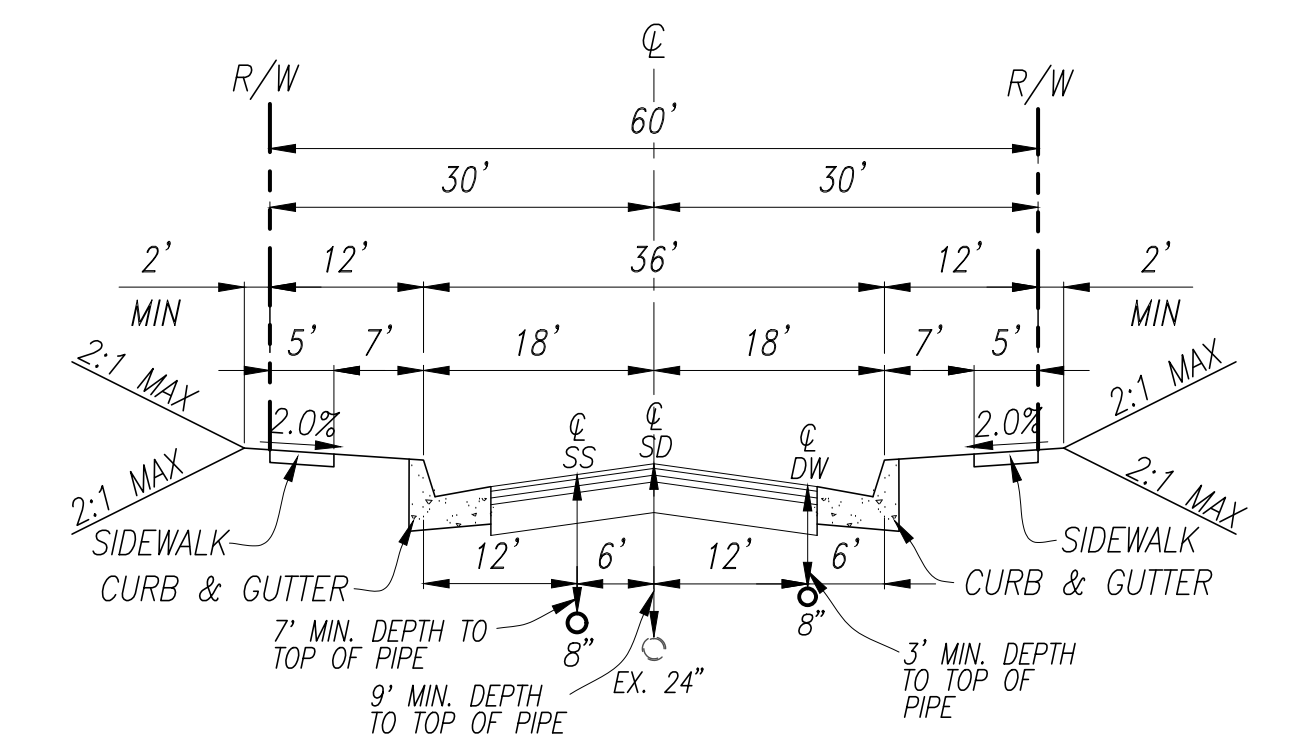 ℄
R/W
R/W
60'
30'
30'
2'
12'
36'
12'
2'
MIN
MIN
5'
7'
18'
18'
7'
5'
2:1 MAX
2:1 MAX
2.0%
2.0%
℄
SS
℄
SD
℄
DW
2:1 MAX
2:1 MAX
SIDEWALK
SIDEWALK
12'
6'
12'
6'
CURB & GUTTER
CURB & GUTTER
7' MIN. DEPTH TO
TOP OF PIPE
8"
8"
EX. 24"
3' MIN. DEPTH
TO TOP OF
PIPE
9' MIN. DEPTH
TO TOP OF PIPE